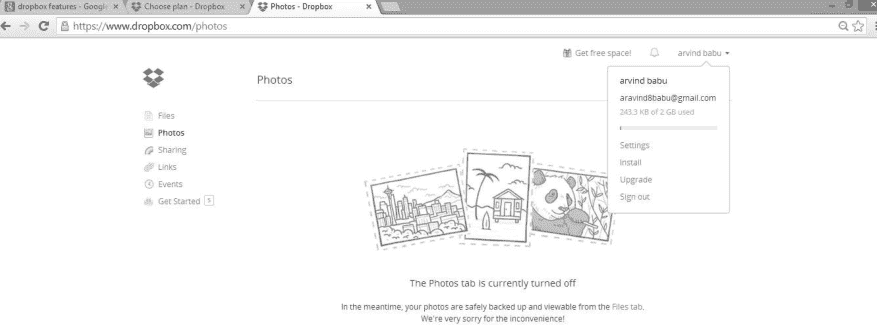 dropbox features - Google
Choose plan - Dropbox
Photos - Dropbox
https://www.dropbox.com/photos
Get free space!
arvind babu
Photos
arvind babu
aravind8babu@gmail.com
243.3 KB of 2 GB used
Settings
Install
Upgrade
Sign out
Files
Photos
Sharing
Links
Events
Get Started 5
The Photos tab is currently turned off
In the meantime, your photos are safely backed up and viewable from the Files tab.
We're very sorry for the inconvenience!